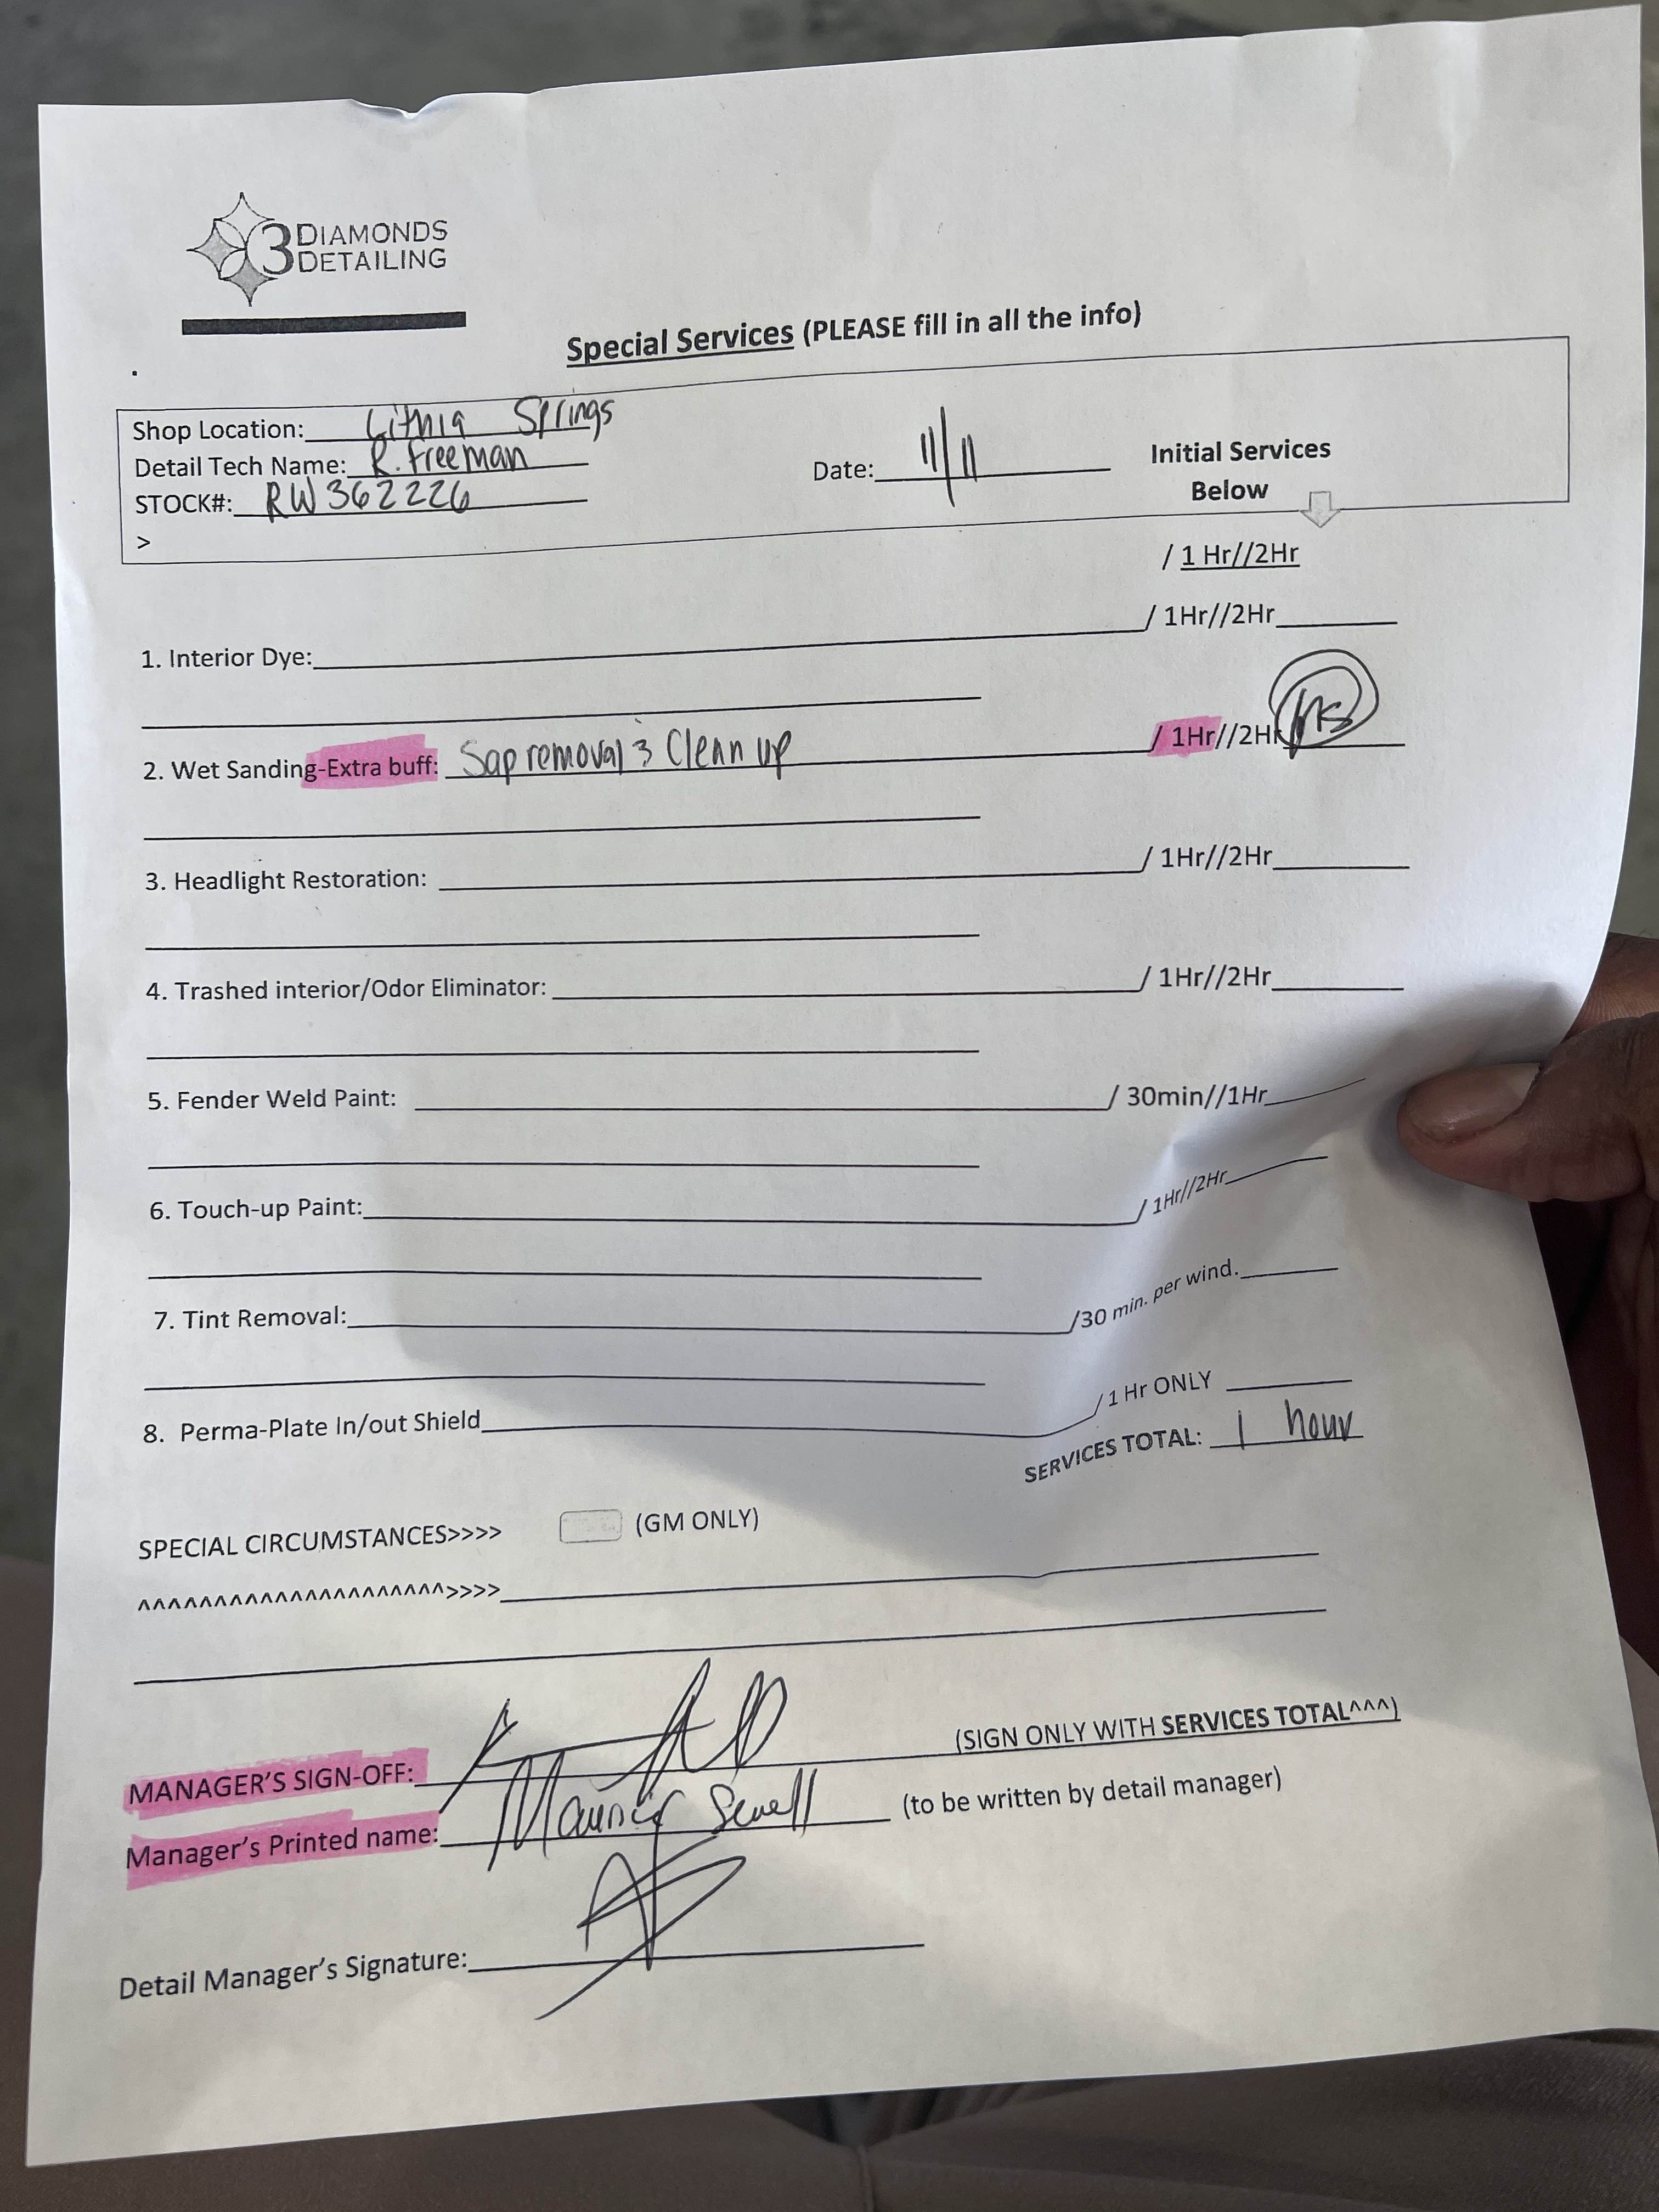 3 DIAMONDS
DETAILING
Special Services (PLEASE fill in all the info)
Shop Location: Lithia Springs
Detail Tech Name: R. Freeman
STOCK#: RW362226
>
Date: 11/11
Initial Services
Below
/ 1 Hr//2Hr
1. Interior Dye: / 1Hr//2Hr
2. Wet Sanding-Extra buff: Sap removal & Clean up / 1Hr//2Hr MS
3. Headlight Restoration: / 1Hr//2Hr
4. Trashed interior/Odor Eliminator: / 1Hr//2Hr
5. Fender Weld Paint: / 30min//1Hr
6. Touch-up Paint: / 1Hr//2Hr
7. Tint Removal: /30 min. per wind.
8. Perma-Plate In/out Shield / 1 Hr ONLY
SERVICES TOTAL: 1 hour
SPECIAL CIRCUMSTANCES>>>> (GM ONLY)
^^^^^^^^^^^^^^^^^^^^^>>>>
MANAGER'S SIGN-OFF: (SIGN ONLY WITH SERVICES TOTAL^^^)
Manager's Printed name: Sewell (to be written by detail manager)
Detail Manager's Signature: